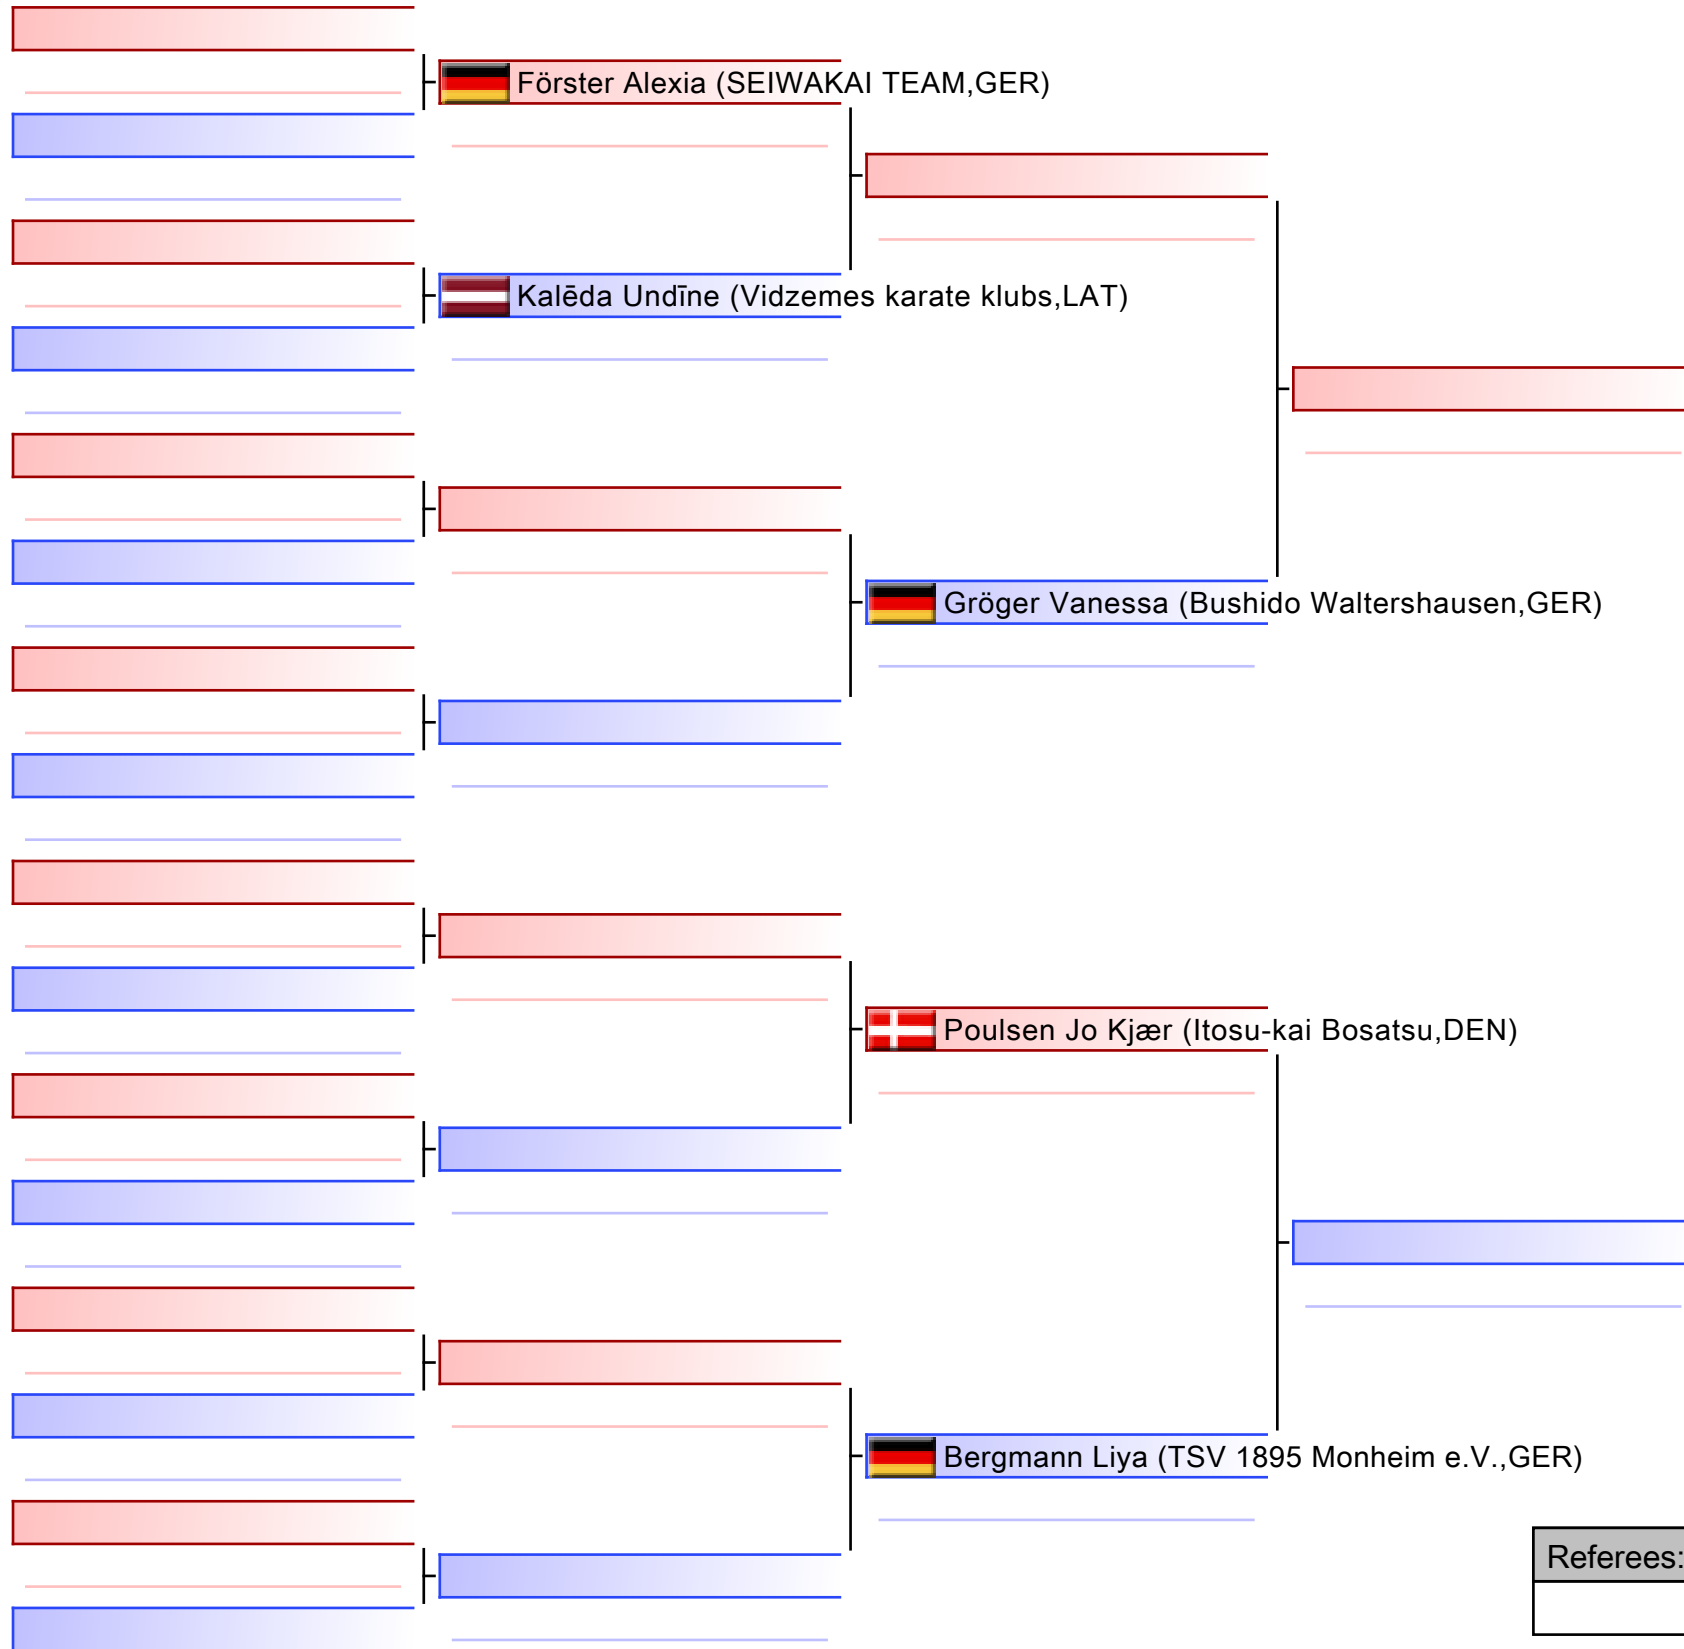 Förster Alexia (SEIWAKAI TEAM,GER)
Kalēda Undīne (Vidzemes karate klubs,LAT)
Gröger Vanessa (Bushido Waltershausen,GER)
Poulsen Jo Kjær (Itosu-kai Bosatsu,DEN)
Bergmann Liya (TSV 1895 Monheim e.V.,GER)
Referees: